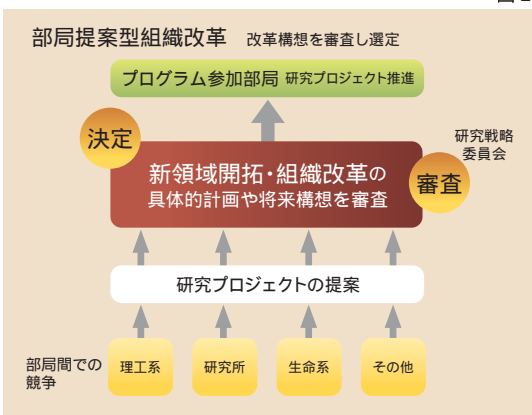 部局提案型組織改革 改革構想を審査し選定
プログラム参加部局 研究プロジェクト推進
決定
研究戦略
委員会
新領域開拓・組織改革の
具体的計画や将来構想を審査
審査
研究プロジェクトの提案
部局間での
競争
理工系 研究所 生命系 その他